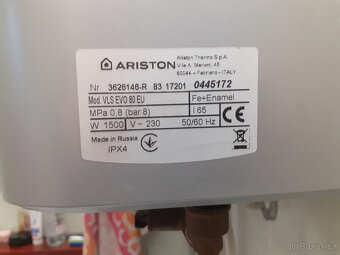 ARISTON
Ariston Thermo S.p.A.
V.le A. Merloni, 45
60044 - Fabriano - ITALY
Nr 3626146-R 83 17201 0445172
Mod. VLS EVO 80 EU Fe+Enamel
MPa 0,8 (bar 8) l 65
W 1500 V ~ 230 50/60 Hz
Made in Russia
IPX4
CE